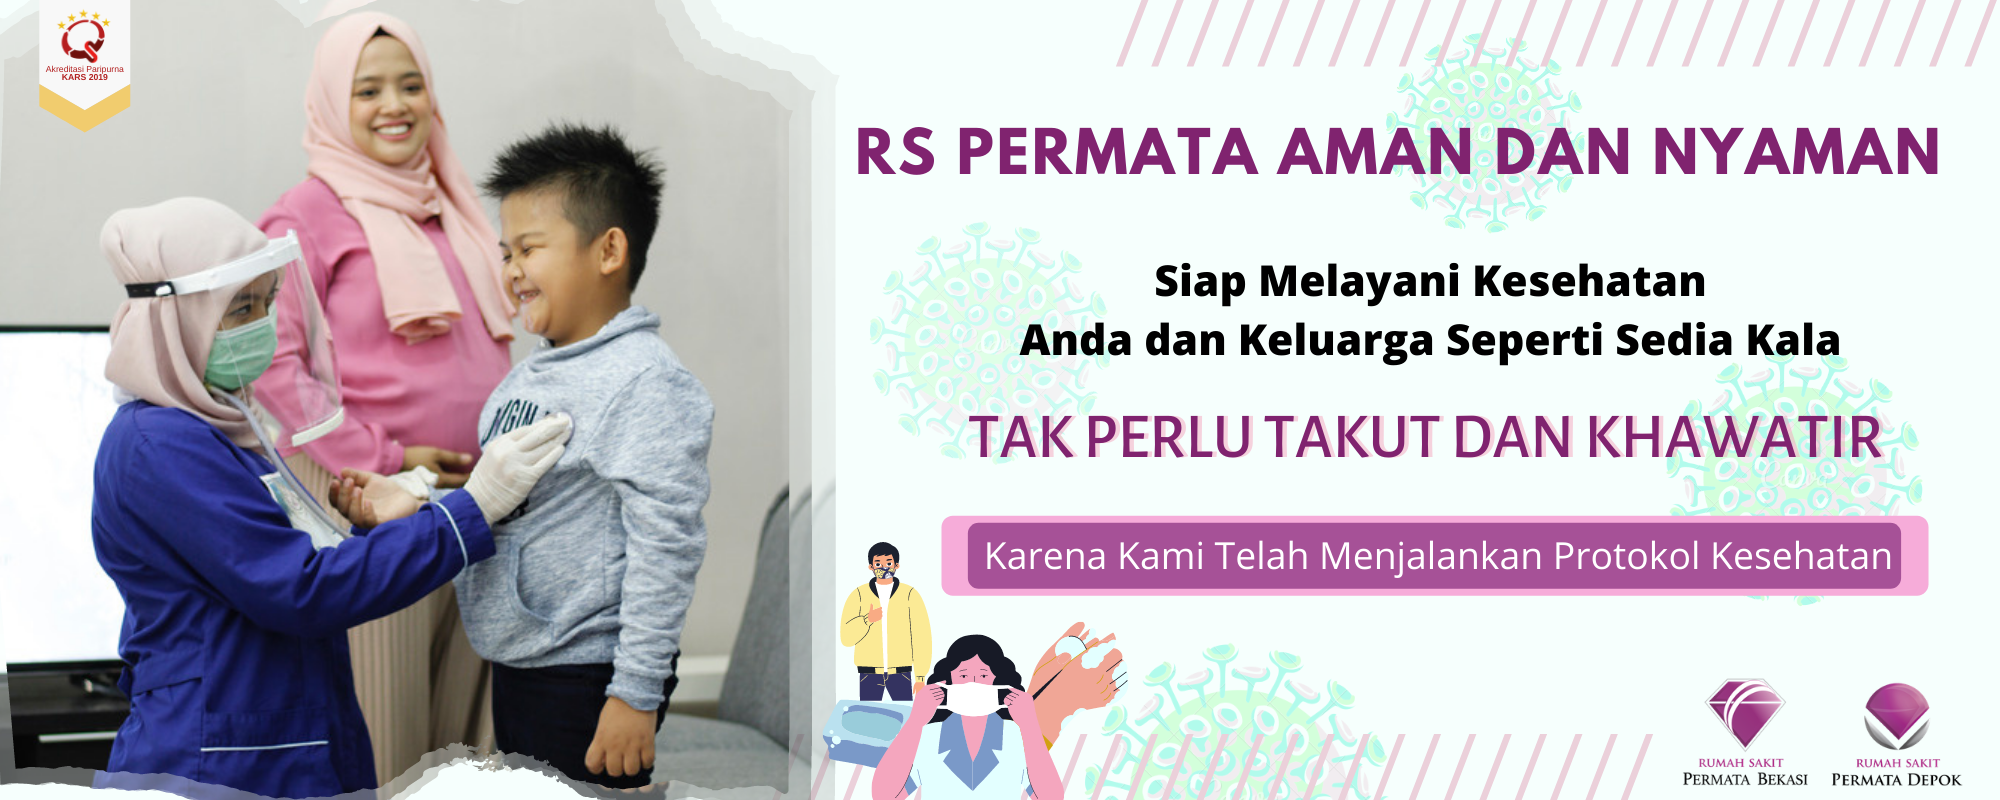 Akreditasi Paripurna
KARS 2019
RS PERMATA AMAN DAN NYAMAN
Siap Melayani Kesehatan
Anda dan Keluarga Seperti Sedia Kala
TAK PERLU TAKUT DAN KHAWATIR
Karena Kami Telah Menjalankan Protokol Kesehatan
RUMAH SAKIT
PERMATA BEKASI
RUMAH SAKIT
PERMATA DEPOK